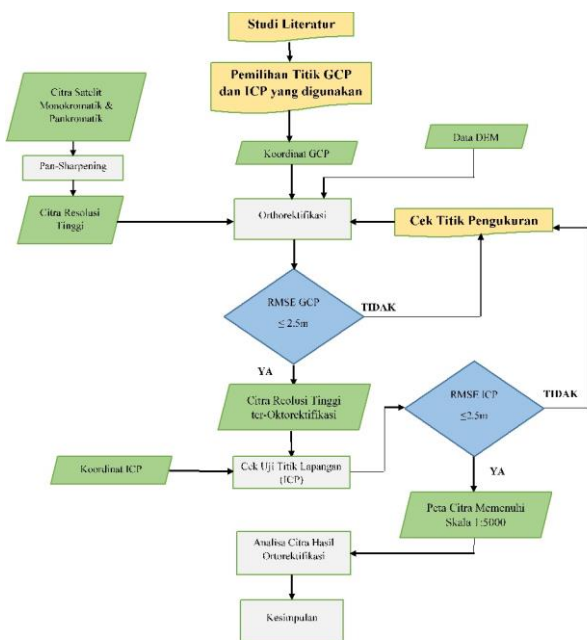 Studi Literatur
Pemilihan Titik GCP
dan ICP yang digunakan
Citra Satelit
Monokromatik &
Pankromatik
Koordinat GCP
Data DEM
Pan-Sharpening
Citra Resolusi
Tinggi
Orthorektifikasi
Cek Titik Pengukuran
RMSE GCP
≤ 2.5m
TIDAK
YA
Citra Reolusi Tinggi
ter-Oktorektifikasi
RMSE ICP
≤2.5m
TIDAK
Koordinat ICP
Cek Uji Titik Lapangan
(ICP)
YA
Peta Citra Memenuhi
Skala 1:5000
Analisa Citra Hasil
Ortorektifikasi
Kesimpulan